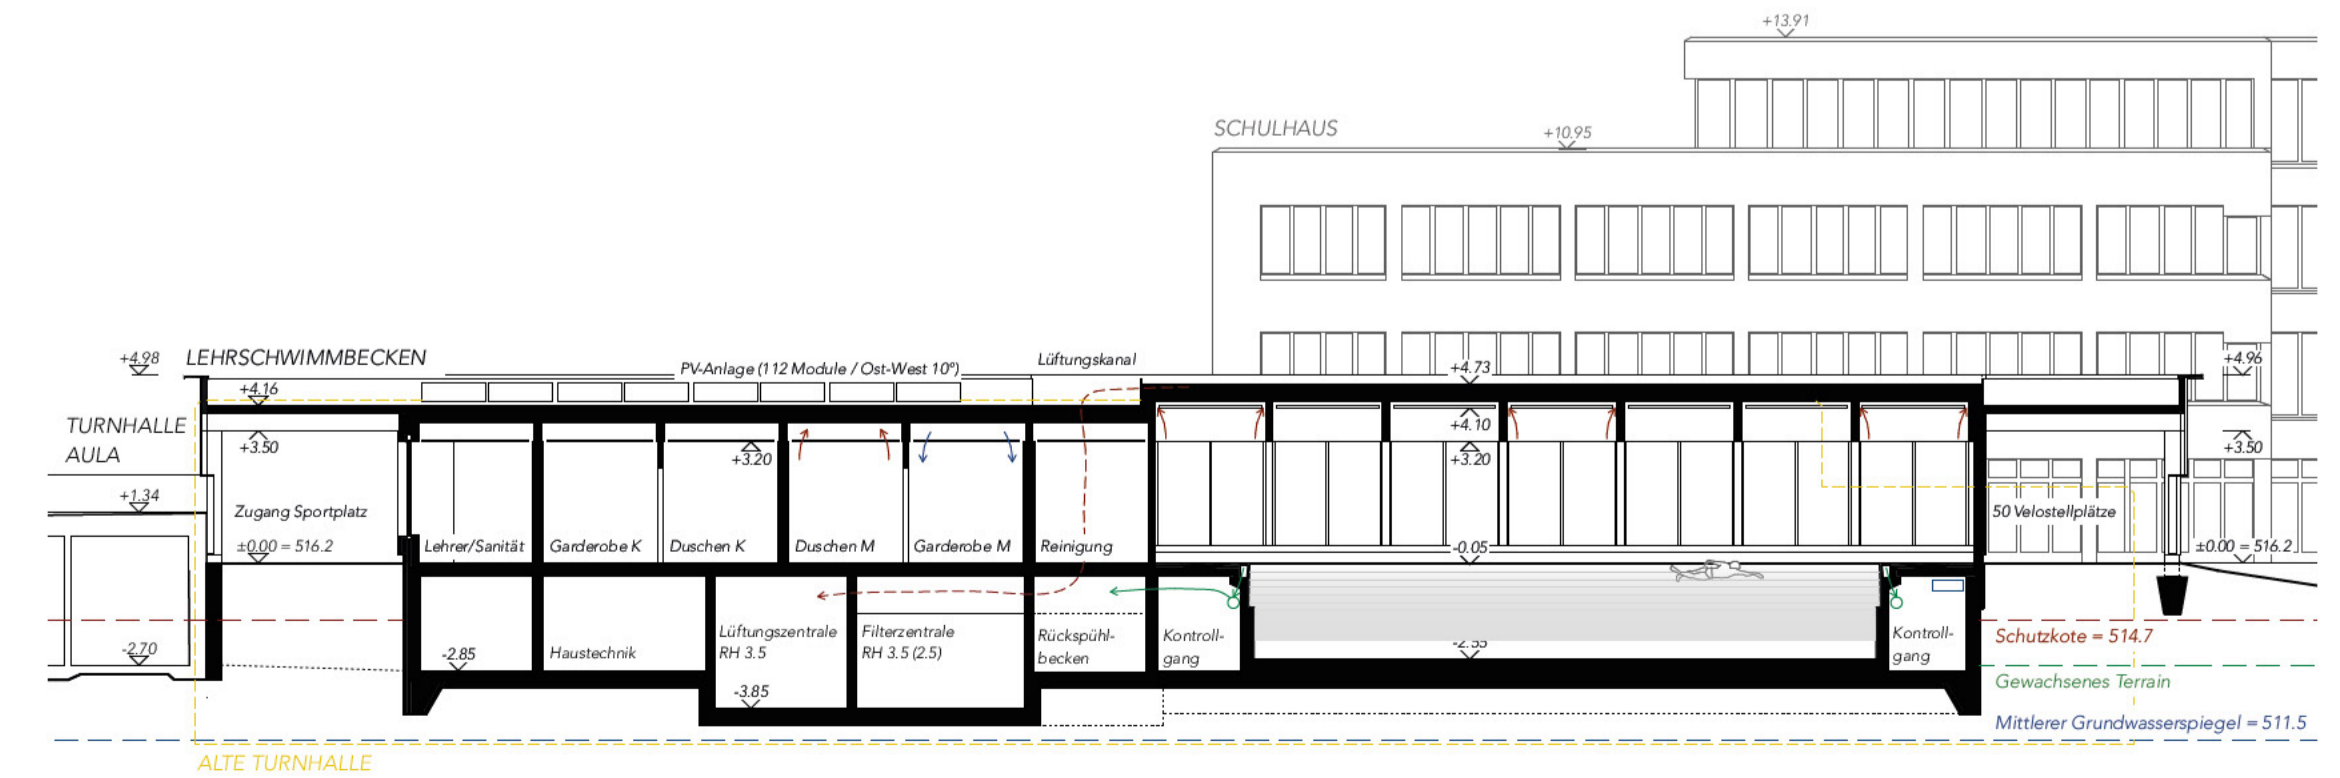 +13.91
SCHULHAUS
+10.95
+4.98
LEHRSCHWIMMBECKEN
PV-Anlage (112 Module / Ost-West 10°)
Lüftungskanal
+4.73
+4.96
+4.16
TURNHALLE
AULA
+3.50
+3.20
+4.10
+3.20
+3.50
+1.34
Zugang Sportplatz
50 Velostellplätze
±0.00 = 516.2
Lehrer/Sanität
Garderobe K
Duschen K
Duschen M
Garderobe M
Reinigung
-0.05
±0.00 = 516.2
-2.70
-2.85
Haustechnik
Lüftungszentrale
RH 3.5
-3.85
Filterzentrale
RH 3.5 (2.5)
Rückspühl-
becken
Kontroll-
gang
Kontroll-
gang
Schutzkote = 514.7
Gewachsenes Terrain
Mittlerer Grundwasserspiegel = 511.5
ALTE TURNHALLE